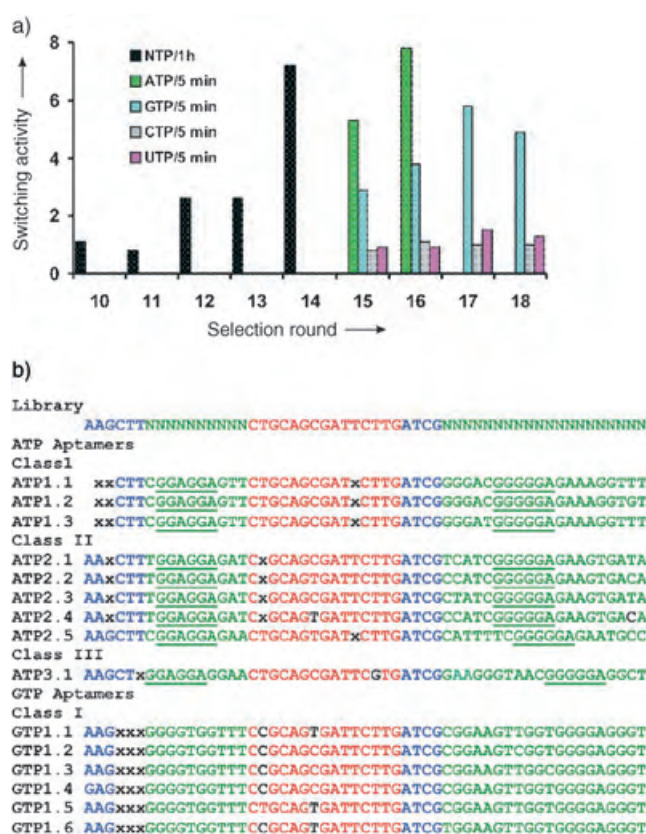 a)
8
6
4
2
0
Switching activity
NTP/1h
ATP/5 min
GTP/5 min
CTP/5 min
UTP/5 min
10 11 12 13 14 15 16 17 18
Selection round
b)
Library
AAGCTTNNNNNNNNNNCTGCAGCGATTCTTGATCGNNNNNNNNNNNNNNNNNNNN
ATP Aptamers
Class1
ATP1.1 xxCTTCGGAGGAGTTCTGCAGCGATxCTTGATCGGGGACGGGGGAGAAAGGTTT
ATP1.2 xxCTTCGGAGGAGTTCTGCAGCGATxCTTGATCGGGGACGGGGGAGAAAGGTGT
ATP1.3 xxCTTCGGAGGAGTTCTGCAGCGATxCTTGATCGGGGATGGGGGAGAAAGGTTT
Class II
ATP2.1 AAxCTTTGGAGGAGATCxGCAGCGATTCTTGATCGTCATCGGGGGAGAAGTGATA
ATP2.2 AAxCTTTGGAGGAGATCxGCAGTGATTCTTGATCGCCATCGGGGGAGAAGTGACA
ATP2.3 AAxCTTTGGAGGAGATCxGCAGCGATTCTTGATCGCTATCGGGGGAGAAGTGATA
ATP2.4 AAxCTTTGGAGGAGATCxGCAGTGATTCTTGATCGCCATCGGGGGAGAAGTGACA
ATP2.5 AAGCTTCGGAGGAGAACTGCAGTGATxCTTGATCGCATTTTCGGGGGAGAATGCC
Class III
ATP3.1 AAGCTxGGAGGAGGAACTGCAGCGATTCGTGATCGGAAGGGTAACGGGGGAGGCT
GTP Aptamers
Class I
GTP1.1 AAGxxxGGGGTGGTTTCCGCAGTGATTCTTGATCGCGGAAGTTGGTGGGGAGGGT
GTP1.2 AAGxxxGGGGTGGTTTCCGCAGCGATTCTTGATCGCGGAAGTCGGTGGGGAGGGT
GTP1.3 AAGxxxGGGGTGGTTTCCGCAGCGATTCTTGATCGCGGAAGTTGGCGGGGAGGGT
GTP1.4 GAGxxxGGGGTGGTTTCCGCAGCGATTCTTGATCGCGGAAGTTGGTGGGGAGGGT
GTP1.5 AAGxxxGGGGTGGTTTCTGCAGTGATTCTTGATCGCGGAAGTTGGTGGGGAGGGT
GTP1.6 AAGxxxGGGGTGGTTTCCGCAGTGATTCTTGATCGCGGAAGTTGGTGGGGAGGGT